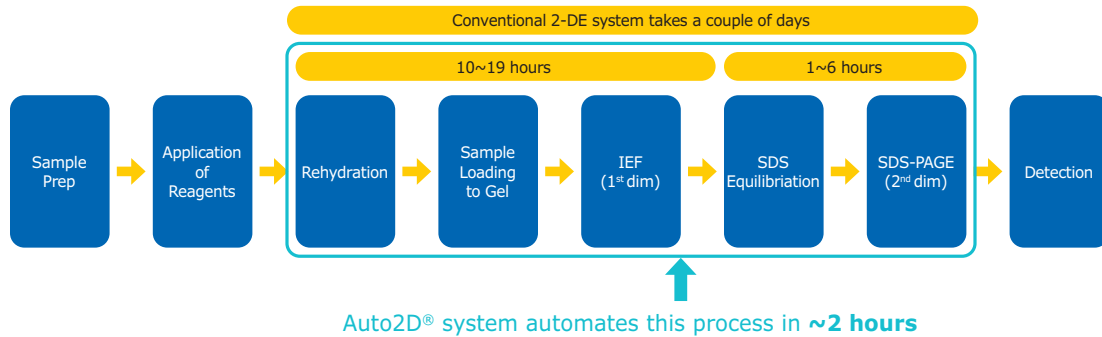 Conventional 2-DE system takes a couple of days
10~19 hours
1~6 hours
Sample
Prep
Application
of
Reagents
Rehydration
Sample
Loading
to Gel
IEF
(1st dim)
SDS
Equilibriation
SDS-PAGE
(2nd dim)
Detection
Auto2D® system automates this process in ~2 hours